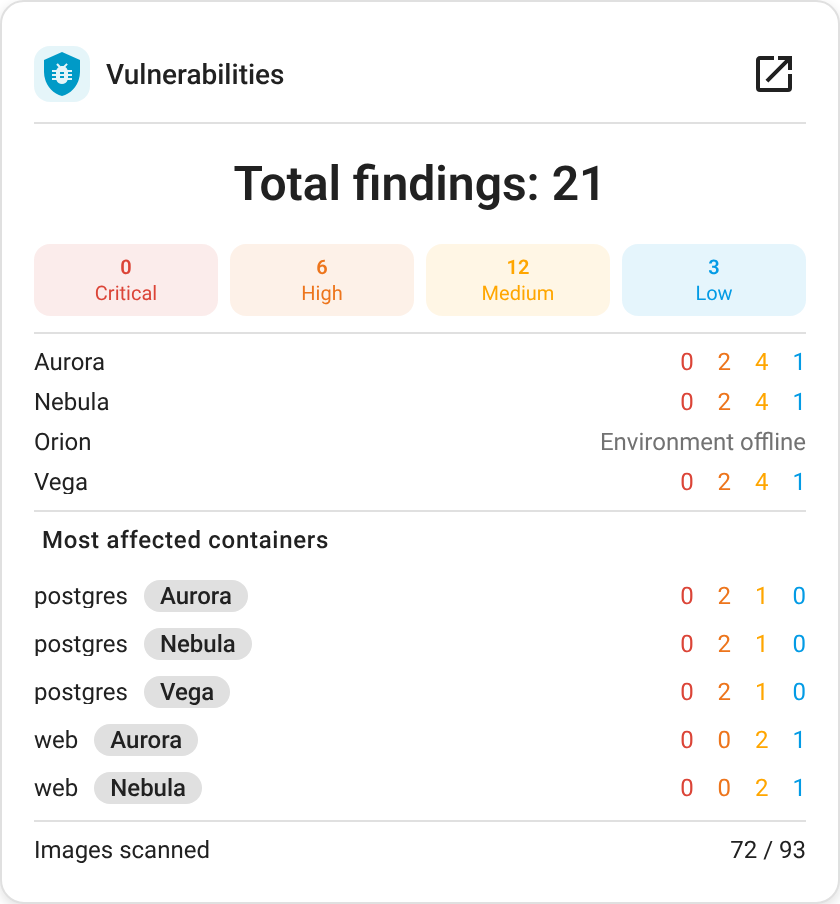 Vulnerabilities
Total findings: 21
0 6 12 3
Critical High Medium Low
Aurora 0 2 4 1
Nebula 0 2 4 1
Orion Environment offline
Vega 0 2 4 1
Most affected containers
postgres Aurora 0 2 1 0
postgres Nebula 0 2 1 0
postgres Vega 0 2 1 0
web Aurora 0 0 2 1
web Nebula 0 0 2 1
Images scanned 72 / 93